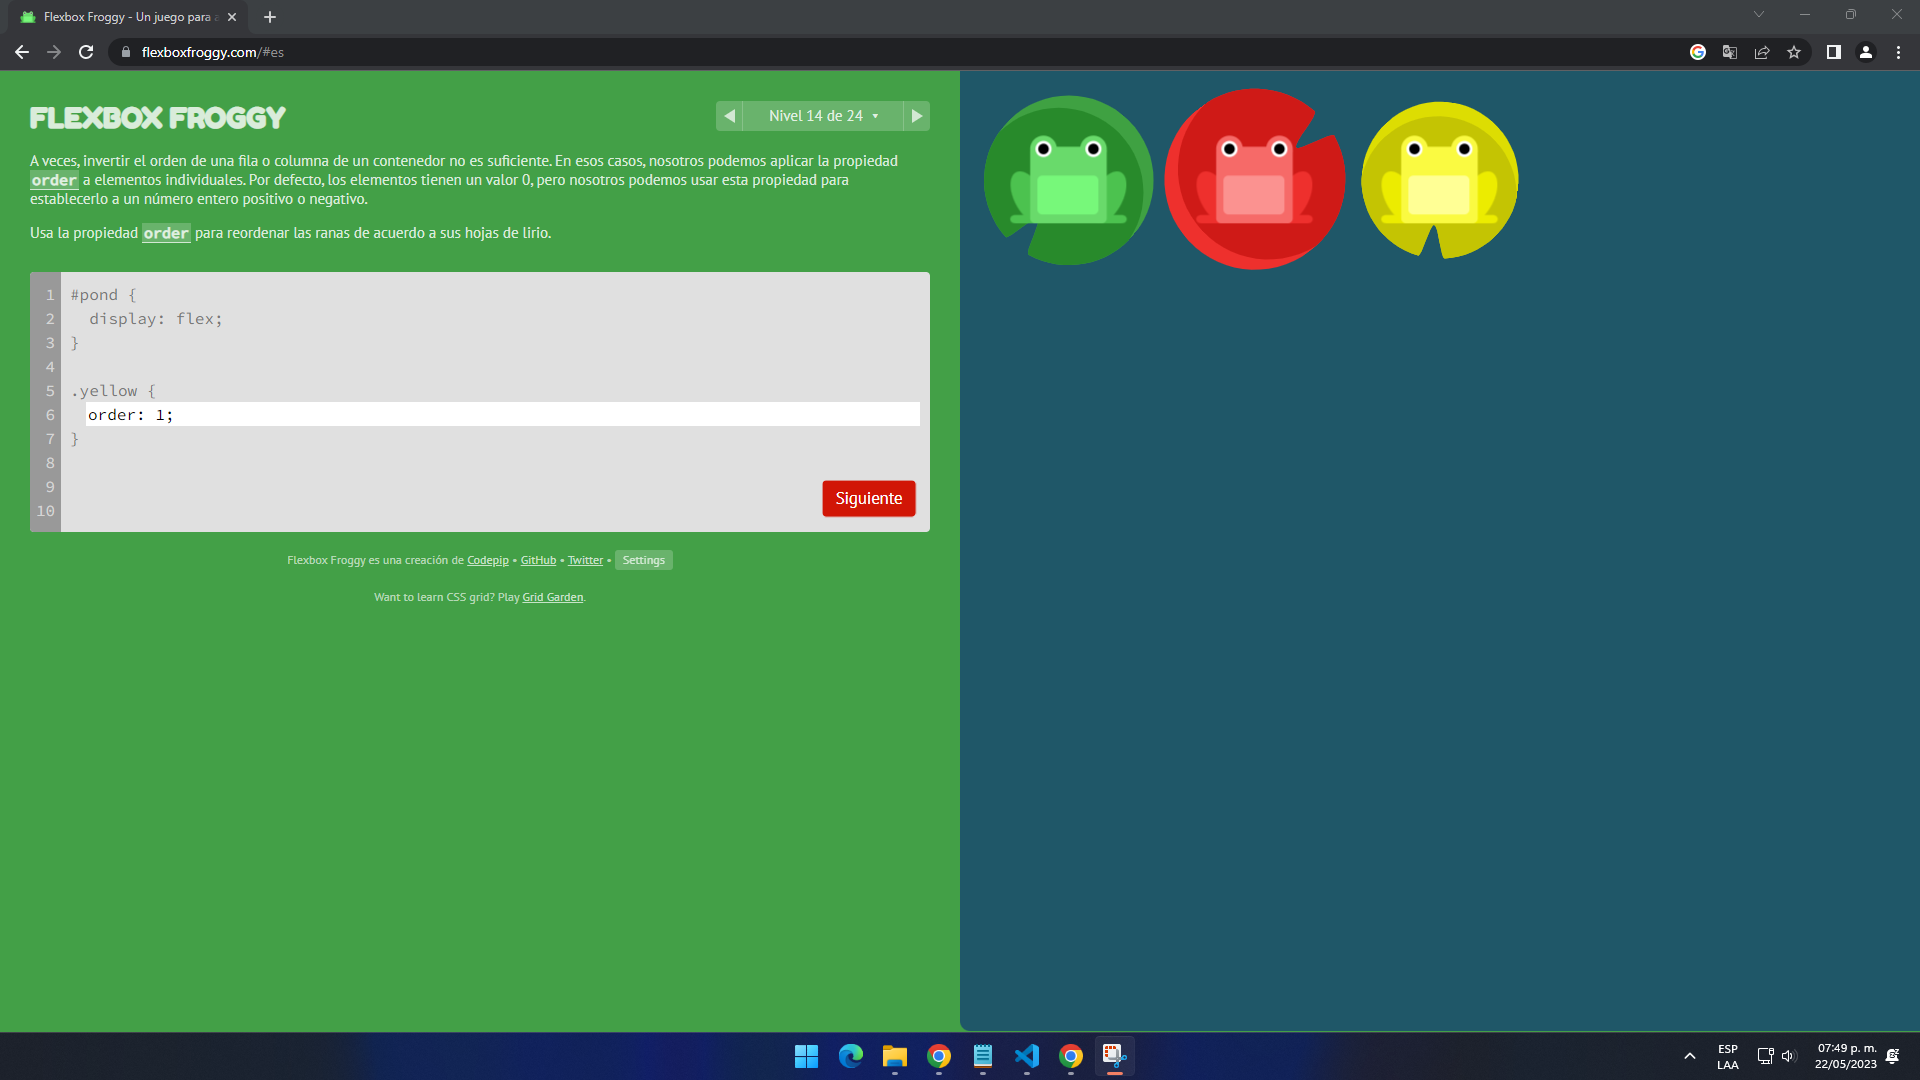 Flexbox Froggy - Un juego para a
flexboxfroggy.com/#es
FLEXBOX FROGGY
Nivel 14 de 24
A veces, invertir el orden de una fila o columna de un contenedor no es suficiente. En esos casos, nosotros podemos aplicar la propiedad
order a elementos individuales. Por defecto, los elementos tienen un valor 0, pero nosotros podemos usar esta propiedad para
establecerlo a un número entero positivo o negativo.
Usa la propiedad order para reordenar las ranas de acuerdo a sus hojas de lirio.
1 #pond {
2 display: flex;
3 }
4
5 .yellow {
6 order: 1;
7 }
8
9
10
Siguiente
Flexbox Froggy es una creación de Codepip • GitHub • Twitter • Settings
Want to learn CSS grid? Play Grid Garden.
ESP
LAA
07:49 p. m.
22/05/2023